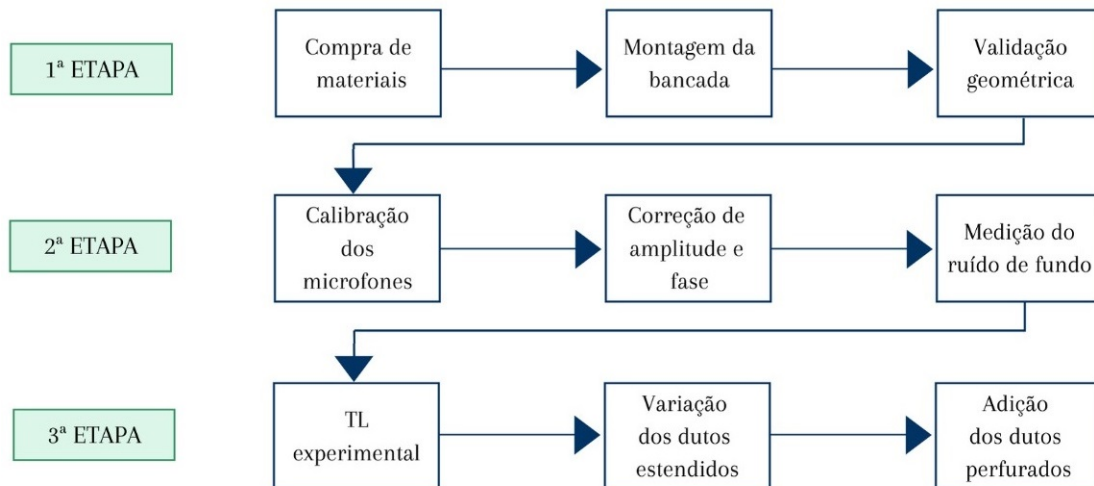 1ª ETAPA
Compra de
materiais
Montagem da
bancada
Validação
geométrica
2ª ETAPA
Calibração
dos
microfones
Correção de
amplitude e
fase
Medição do
ruído de fundo
3ª ETAPA
TL
experimental
Variação
dos dutos
estendidos
Adição
dos dutos
perfurados